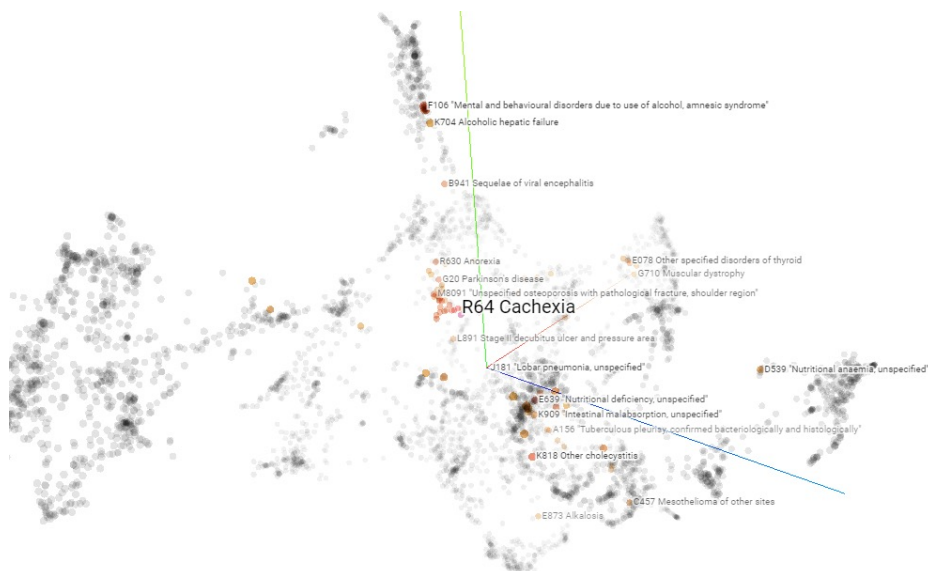 F106 "Mental and behavioural disorders due to use of alcohol, amnesic syndrome"
K704 Alcoholic hepatic failure
B941 Sequelae of viral encephalitis
R630 Anorexia
E078 Other specified disorders of thyroid
G710 Muscular dystrophy
G20 Parkinson's disease
M8091 "Unspecified osteoporosis with pathological fracture, shoulder region"
R64 Cachexia
L891 Stage II decubitus ulcer and pressure area
J181 "Lobar pneumonia, unspecified"
D539 "Nutritional anaemia, unspecified"
E639 "Nutritional deficiency, unspecified"
K909 "Intestinal malabsorption, unspecified"
A156 "Tuberculous pleurisy, confirmed bacteriologically and histologically"
K818 Other cholecystitis
C457 Mesothelioma of other sites
E873 Alkalosis